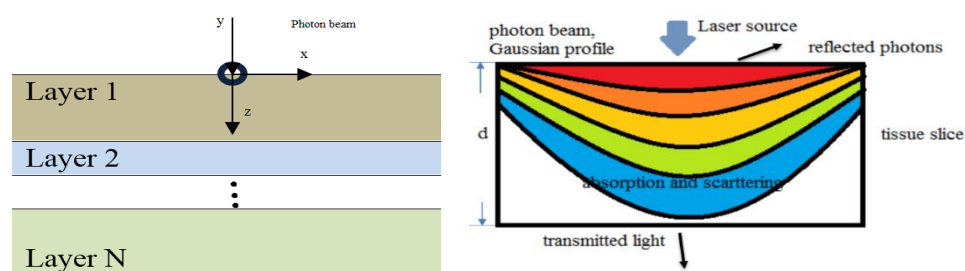 y
Photon beam
x
Layer 1
z
Layer 2
Layer N
photon beam,
Gaussian profile
Laser source
reflected photons
d
tissue slice
absorption and scarttering
transmitted light